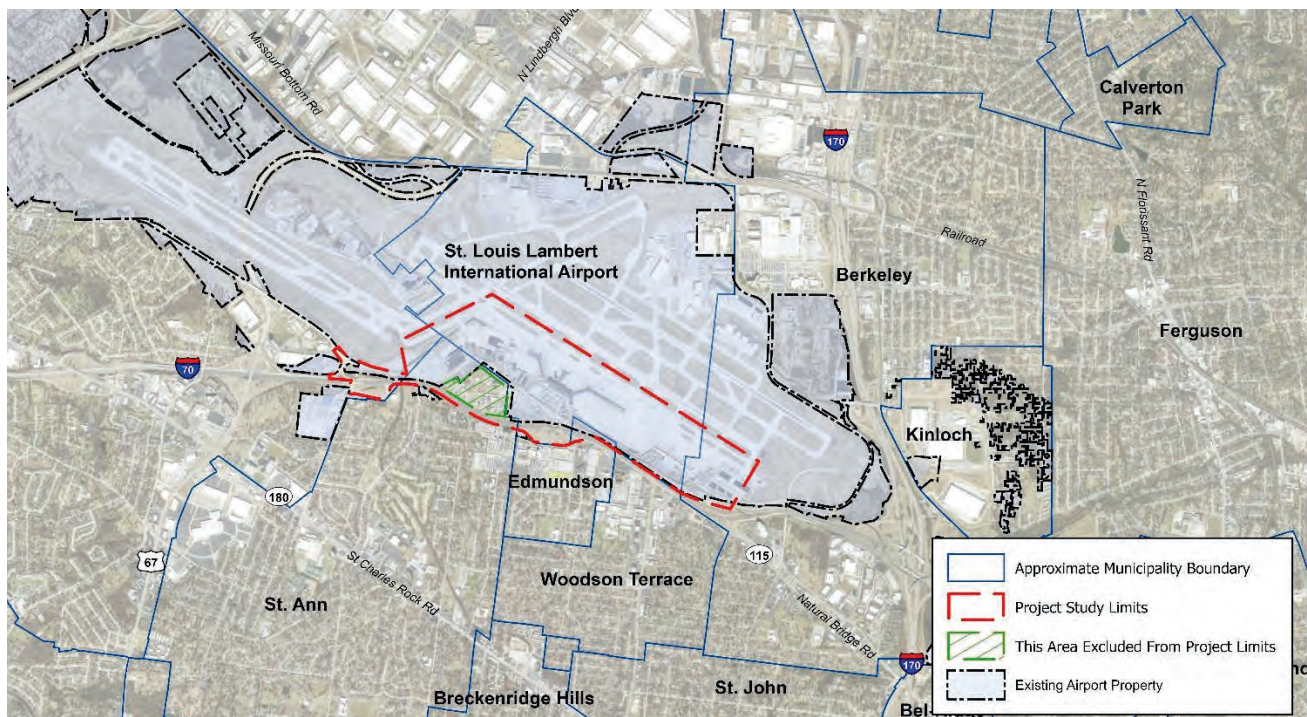 Missouri Bottom Rd
N Lindbergh Blvd
Calverton
Park
170
N Florissant Rd
Railroad
St. Louis Lambert
International Airport
Berkeley
Ferguson
70
Kinloch
Edmundson
180
115
67
Woodson Terrace
St Charles Rock Rd
St. Ann
Natural Bridge Rd
170
St. John
Breckenridge Hills
Approximate Municipality Boundary
Project Study Limits
This Area Excluded From Project Limits
Existing Airport Property